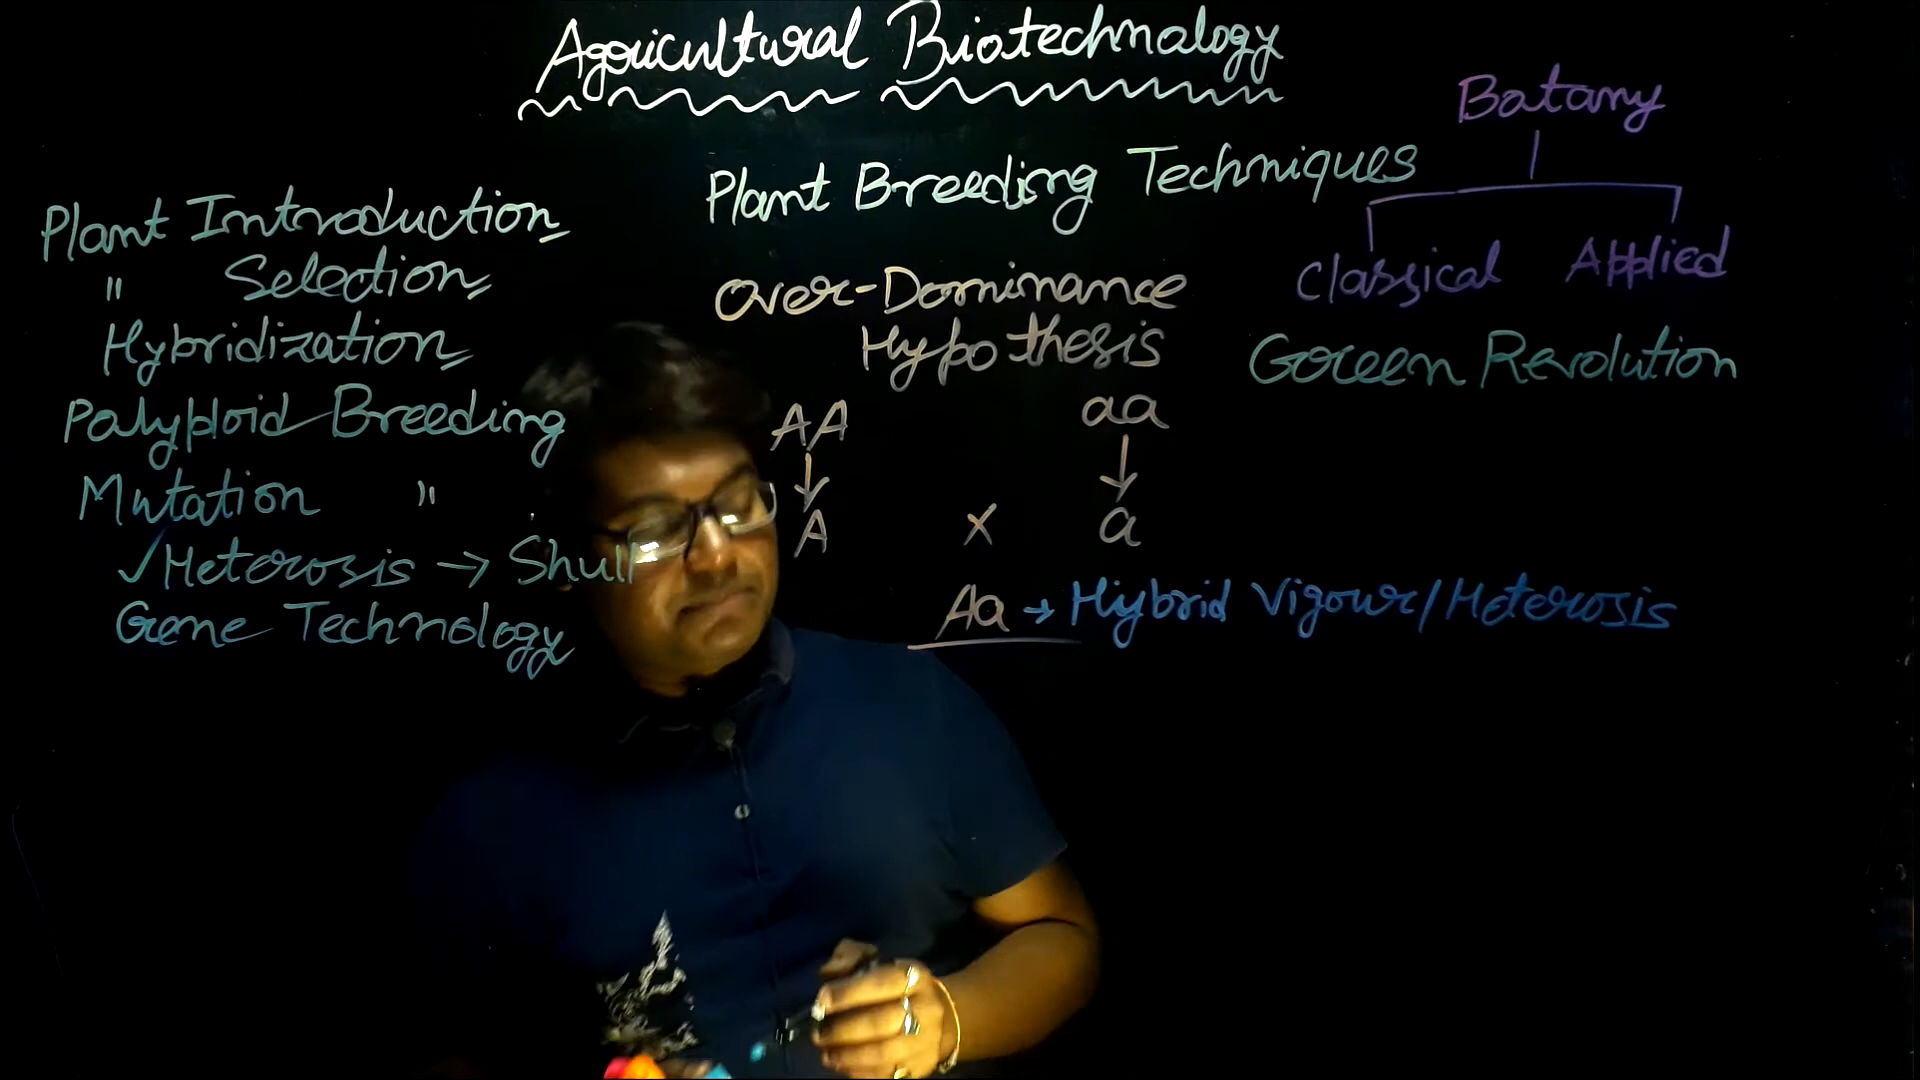 Agricultural Biotechnology
Plant Breeding Techniques
Plant Introduction
" Selection
Hybridization
Polyploid Breeding
Mutation "
✓Heterosis → Shull
Gene Technology
Over-Dominance
Hypothesis
AA aa
↓ ↓
A X a
Aa → Hybrid Vigour/Heterosis
Botany
Classical Applied
Green Revolution